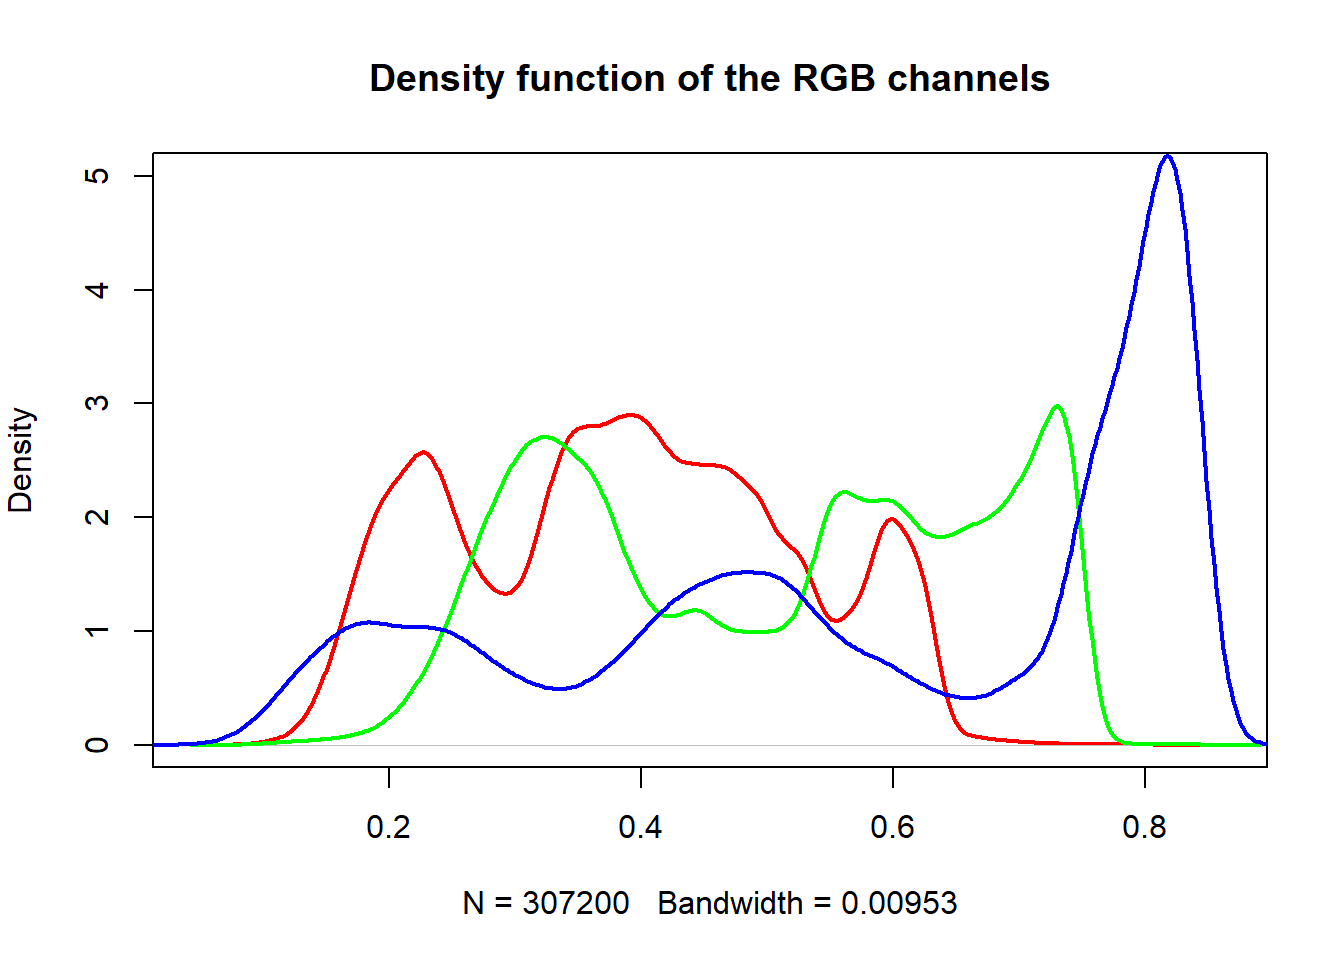 Density function of the RGB channels
Density
5
4
3
2
1
0
0.2 0.4 0.6 0.8
N = 307200 Bandwidth = 0.00953